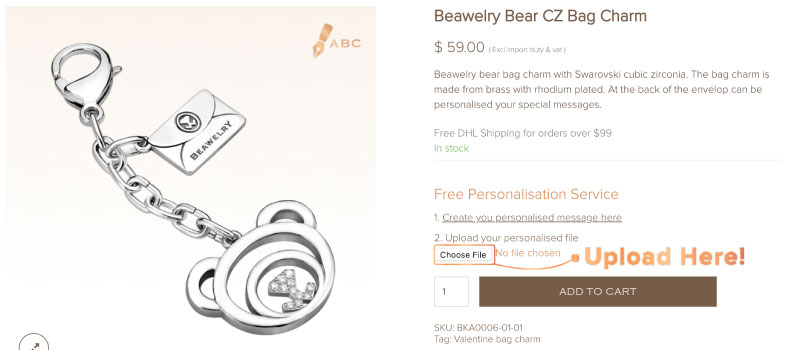 ABC
BEAWELRY
Beawelry Bear CZ Bag Charm
$ 59.00 ( Excl import duty & vat )
Beawelry bear bag charm with Swarovski cubic zirconia. The bag charm is
made from brass with rhodium plated. At the back of the envelop can be
personalised your special messages.
Free DHL Shipping for orders over $99
In stock
Free Personalisation Service
1. Create you personalised message here
2. Upload your personalised file
Choose File No file chosen
Upload Here!
1
ADD TO CART
SKU: BKA0006-01-01
Tag: Valentine bag charm